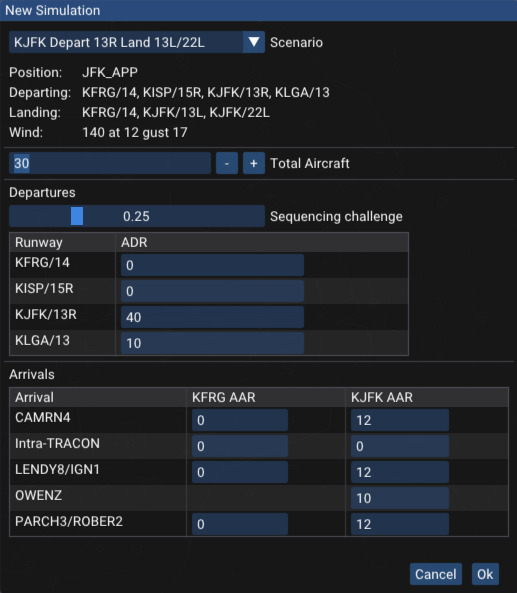 New Simulation
KJFK Depart 13R Land 13L/22L Scenario
Position: JFK_APP
Departing: KFRG/14, KISP/15R, KJFK/13R, KLGA/13
Landing: KFRG/14, KJFK/13L, KJFK/22L
Wind: 140 at 12 gust 17
30 - + Total Aircraft
Departures
0.25 Sequencing challenge
Runway ADR
KFRG/14 0
KISP/15R 0
KJFK/13R 40
KLGA/13 10
Arrivals
Arrival KFRG AAR KJFK AAR
CAMRN4 0 12
Intra-TRACON 0 0
LENDY8/IGN1 0 12
OWENZ 10
PARCH3/ROBER2 0 12
Cancel Ok